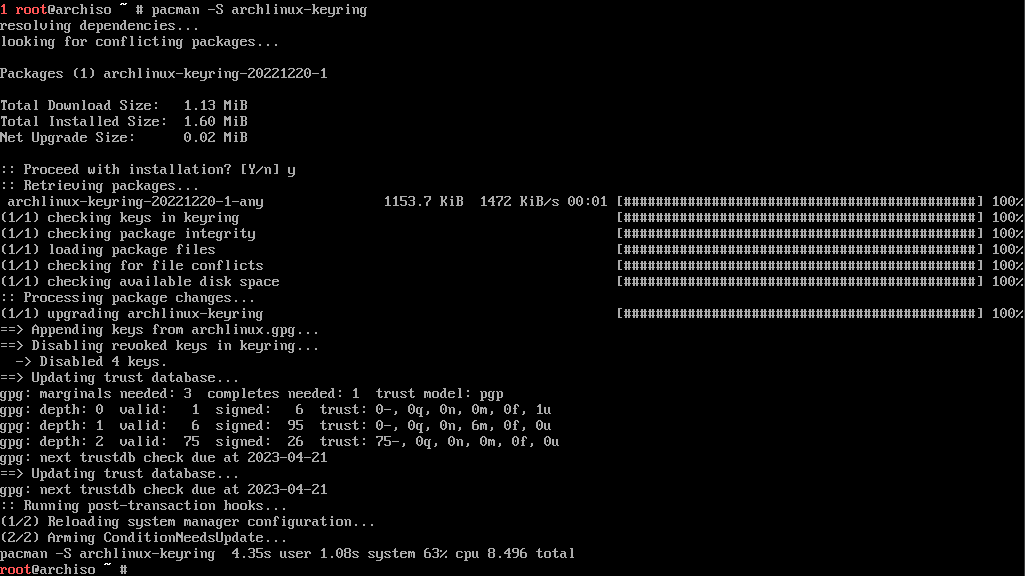 1 root@archiso ~ # pacman -S archlinux-keyring
resolving dependencies...
looking for conflicting packages...
Packages (1) archlinux-keyring-20221220-1
Total Download Size:   1.13 MiB
Total Installed Size:  1.60 MiB
Net Upgrade Size:      0.02 MiB
:: Proceed with installation? [Y/n] y
:: Retrieving packages...
 archlinux-keyring-20221220-1-any               1153.7 KiB  1472 KiB/s 00:01 [############################################] 100%
(1/1) checking keys in keyring                                               [############################################] 100%
(1/1) checking package integrity                                             [############################################] 100%
(1/1) loading package files                                                  [############################################] 100%
(1/1) checking for file conflicts                                            [############################################] 100%
(1/1) checking available disk space                                          [############################################] 100%
:: Processing package changes...
(1/1) upgrading archlinux-keyring                                            [############################################] 100%
==> Appending keys from archlinux.gpg...
==> Disabling revoked keys in keyring...
  -> Disabled 4 keys.
==> Updating trust database...
gpg: marginals needed: 3  completes needed: 1  trust model: pgp
gpg: depth: 0  valid:   1  signed:   6  trust: 0-, 0q, 0n, 0m, 0f, 1u
gpg: depth: 1  valid:   6  signed:  95  trust: 0-, 0q, 0n, 6m, 0f, 0u
gpg: depth: 2  valid:  75  signed:  26  trust: 75-, 0q, 0n, 0m, 0f, 0u
gpg: next trustdb check due at 2023-04-21
==> Updating trust database...
gpg: next trustdb check due at 2023-04-21
:: Running post-transaction hooks...
(1/2) Reloading system manager configuration...
(2/2) Arming ConditionNeedsUpdate...
pacman -S archlinux-keyring  4.35s user 1.08s system 63% cpu 8.496 total
root@archiso ~ #